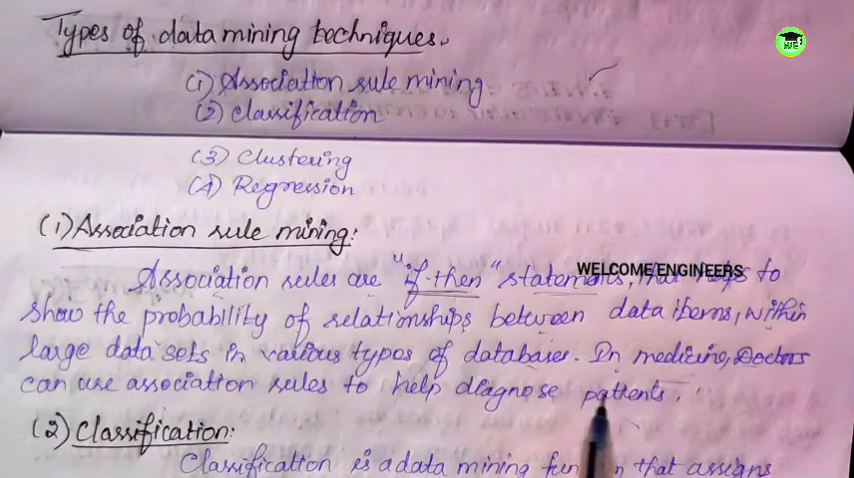 Types of data mining techniques.
(1) Association rule mining
(2) Classification
(3) Clustering
(4) Regression
(1) Association rule mining:
Association rules are "if-then" statements, that to
WELCOME ENGINEERS
show the probability of relationships between data items, within
large data sets in various types of databases. In medicine, Doctors
can use association rules to help diagnose patients.
(2) Classification:
Classification is a data mining that assigns